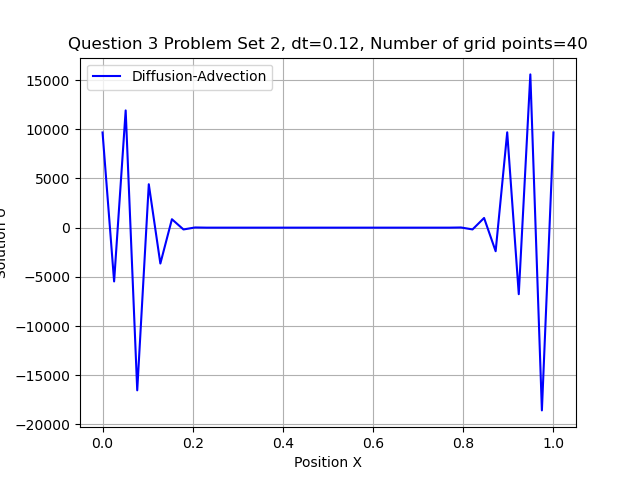 Question 3 Problem Set 2, dt=0.12, Number of grid points=40
Diffusion-Advection
15000
10000
5000
0
−5000
−10000
−15000
−20000
Solution U
0.0 0.2 0.4 0.6 0.8 1.0
Position X